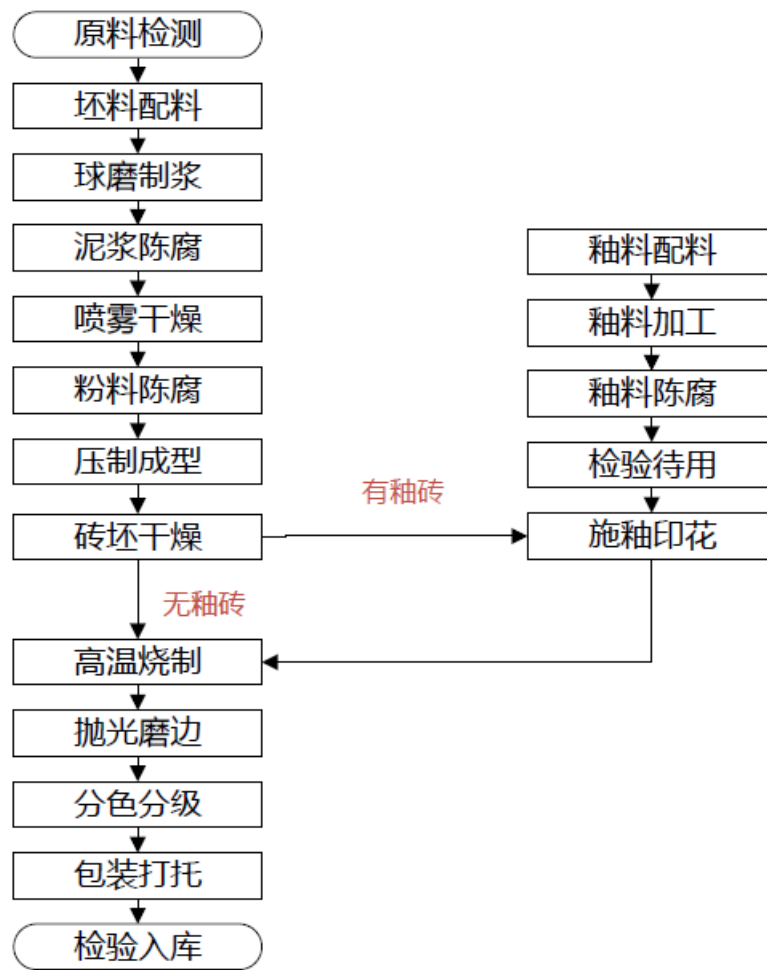 原料检测
坯料配料
球磨制浆
泥浆陈腐
喷雾干燥
粉料陈腐
压制成型
砖坯干燥
有釉砖
无釉砖
釉料配料
釉料加工
釉料陈腐
检验待用
施釉印花
高温烧制
抛光磨边
分色分级
包装打托
检验入库